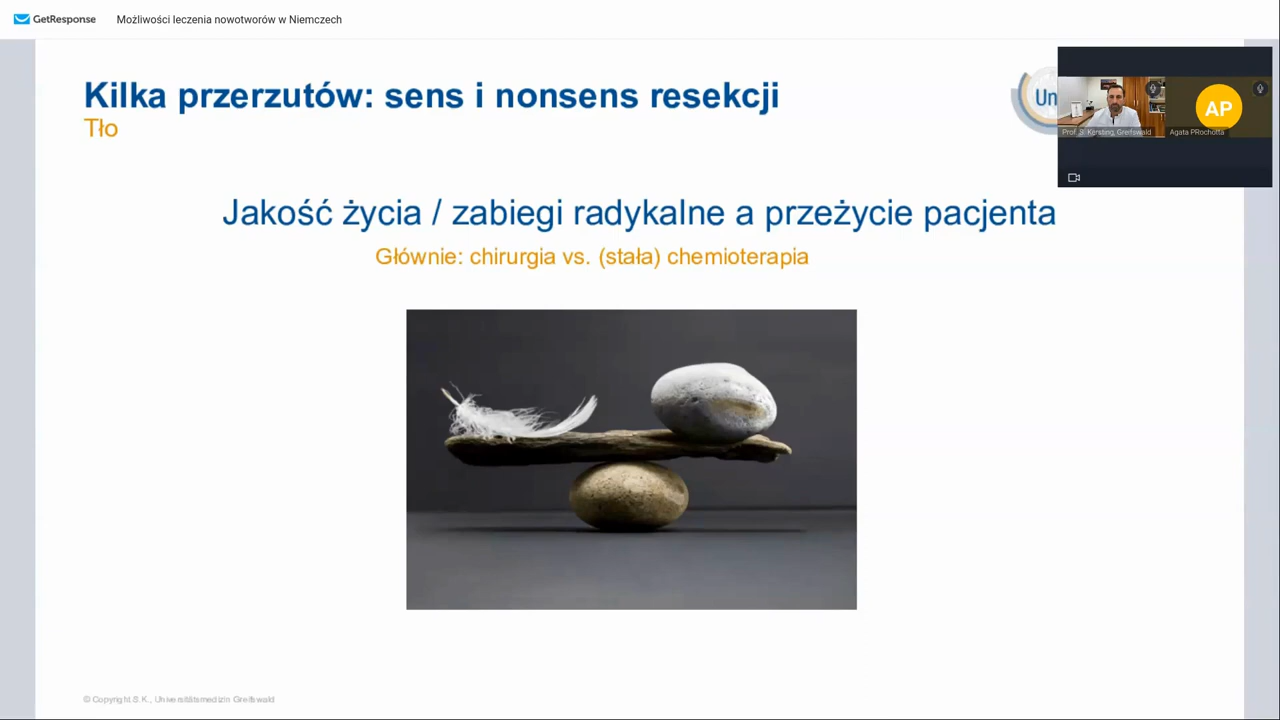 GetResponse
Możliwości leczenia nowotworów w Niemczech
Kilka przerzutów: sens i nonsens resekcji
Tło
Un
AP
Prof. S. Kersting, Greifswald
Agata PRochotta
Jakość życia / zabiegi radykalne a przeżycie pacjenta
Głównie: chirurgia vs. (stała) chemioterapia
© Copyright S.K., Universitätsmedizin Greifswald